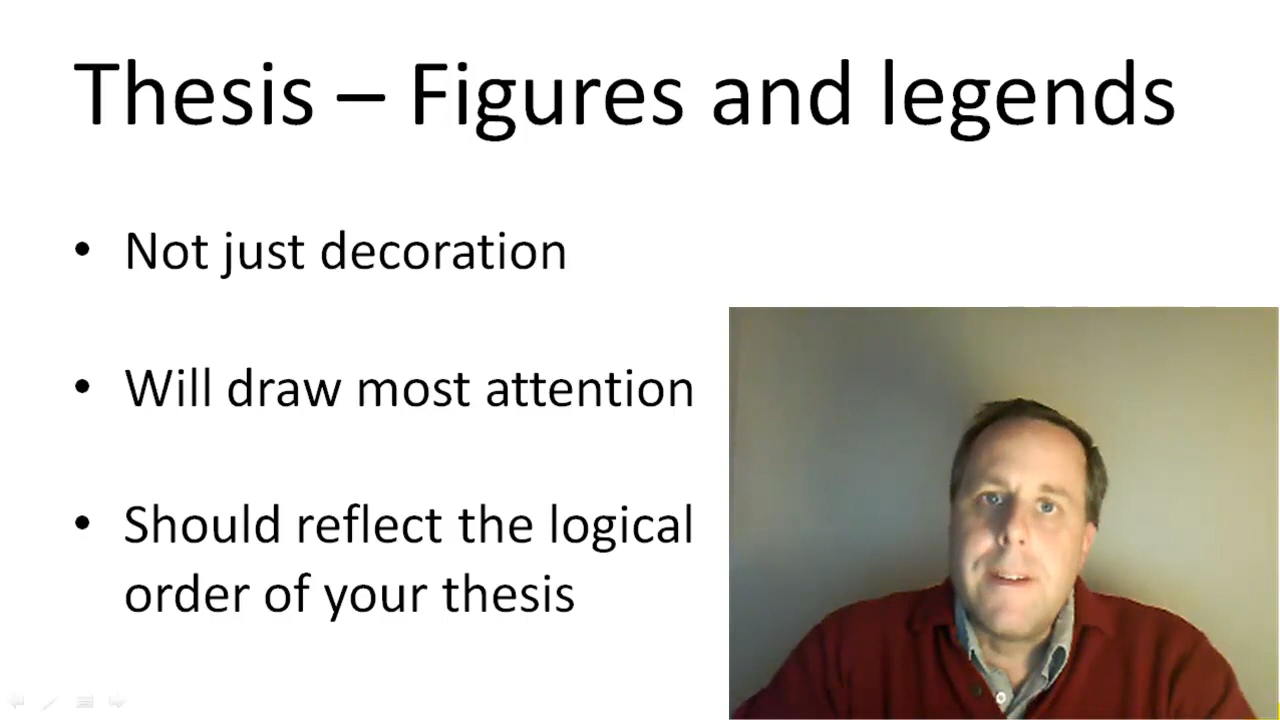 Thesis – Figures and legends
• Not just decoration
• Will draw most attention
• Should reflect the logical
order of your thesis